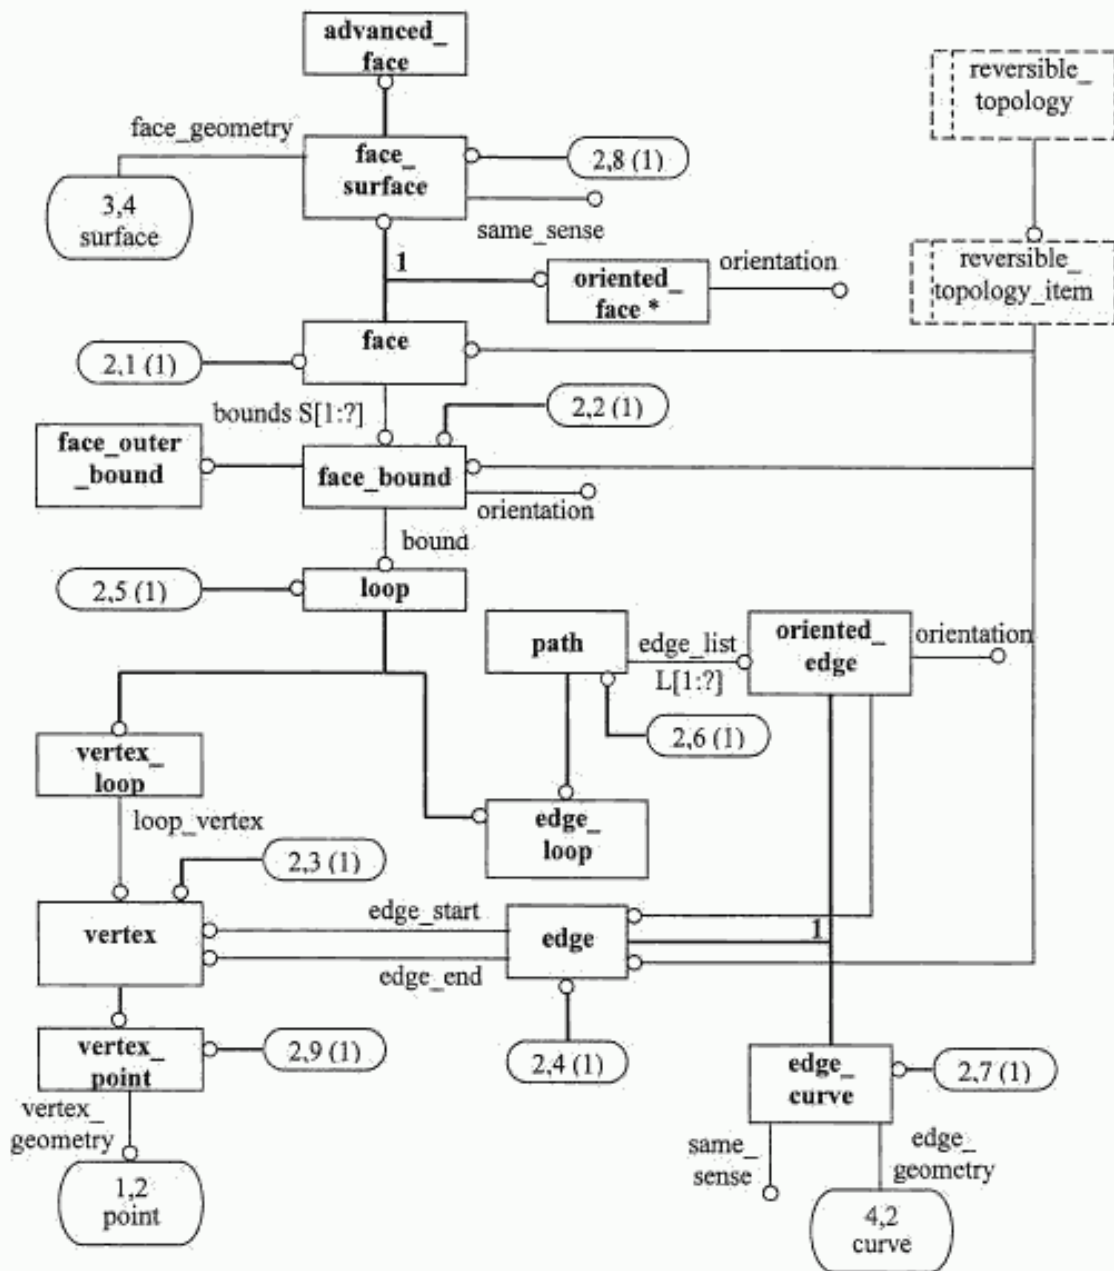 advanced_
face
reversible_
topology
face_geometry
face_
surface
2,8 (1)
3,4
surface
same_sense
1
oriented_
face *
orientation
reversible_
topology_item
face
2,1 (1)
bounds S[1:?]
2,2 (1)
face_outer
_bound
face_bound
orientation
bound
2,5 (1)
loop
path
edge_list
L[1:?]
oriented_
edge
orientation
2,6 (1)
vertex_
loop
edge_
loop
loop_vertex
2,3 (1)
vertex
edge_start
edge
1
edge_end
vertex_
point
2,9 (1)
2,4 (1)
edge_
curve
2,7 (1)
vertex_
geometry
same_
sense
edge_
geometry
1,2
point
4,2
curve